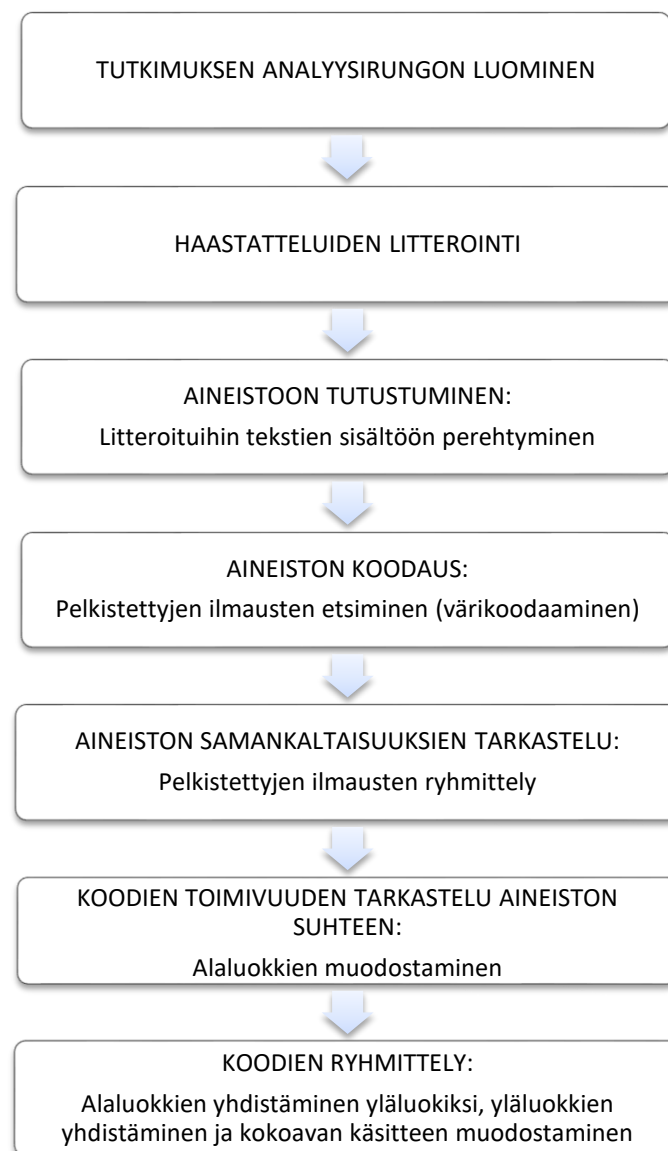 TUTKIMUKSEN ANALYYSIRUNGON LUOMINEN
HAASTATTELUIDEN LITTEROINTI
AINEISTOON TUTUSTUMINEN:
Litteroituihin tekstien sisältöön perehtyminen
AINEISTON KOODAUS:
Pelkistettyjen ilmausten etsiminen (värikoodaaminen)
AINEISTON SAMANKALTAISUUKSIEN TARKASTELU:
Pelkistettyjen ilmausten ryhmittely
KOODIEN TOIMIVUUDEN TARKASTELU AINEISTON
SUHTEEN:
Alaluokkien muodostaminen
KOODIEN RYHMITTELY:
Alaluokkien yhdistäminen yläluokiksi, yläluokkien
yhdistäminen ja kokoavan käsitteen muodostaminen